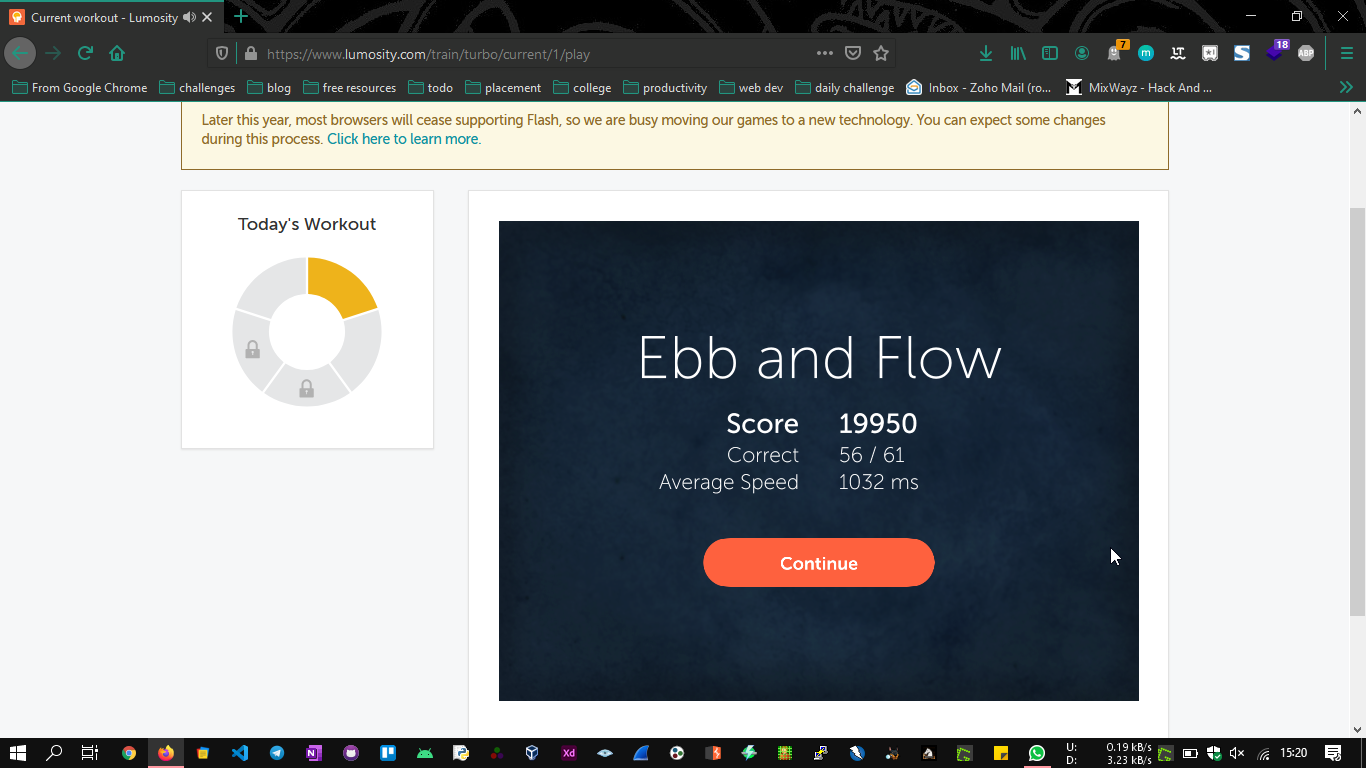 Current workout - Lumosity
https://www.lumosity.com/train/turbo/current/1/play
7
18
ABP
From Google Chrome
challenges
blog
free resources
todo
placement
college
productivity
web dev
daily challenge
Inbox - Zoho Mail (ro...
MixWayz - Hack And ...
Later this year, most browsers will cease supporting Flash, so we are busy moving our games to a new technology. You can expect some changes
during this process. Click here to learn more.
Today's Workout
Ebb and Flow
Score 19950
Correct 56 / 61
Average Speed 1032 ms
Continue
U: 0.19 kB/s
D: 3.23 kB/s
15:20